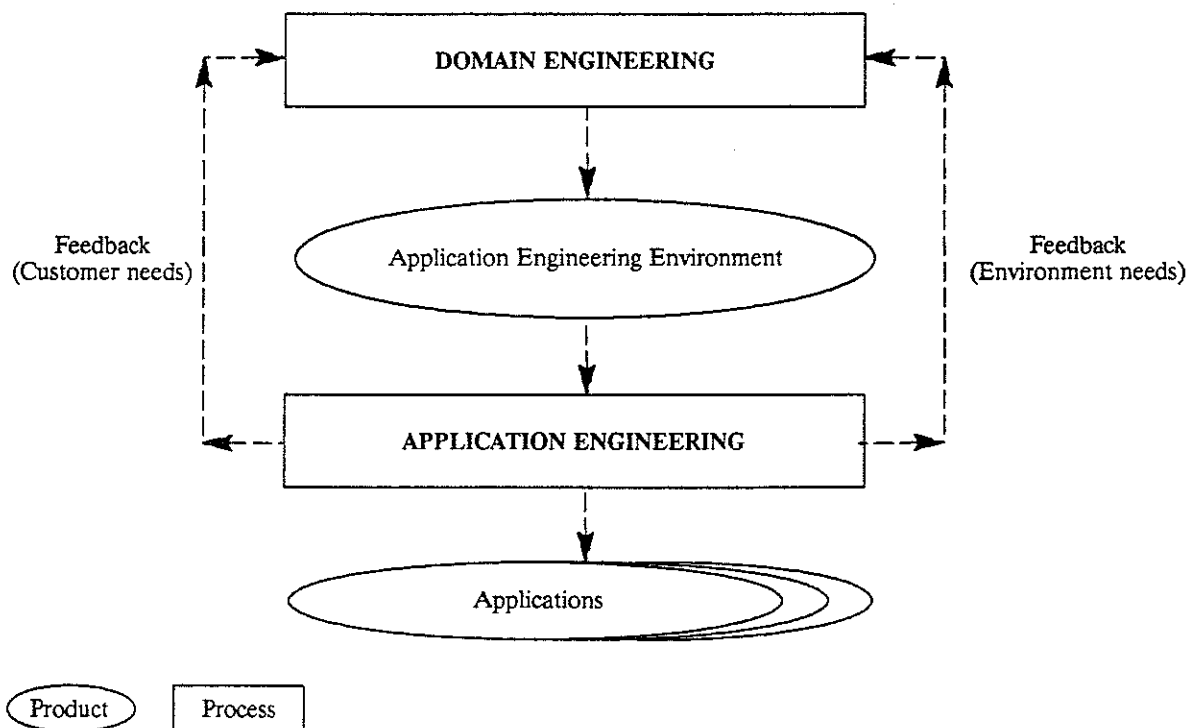 DOMAIN ENGINEERING
Feedback
(Customer needs)
Application Engineering Environment
Feedback
(Environment needs)
APPLICATION ENGINEERING
Applications
Product
Process